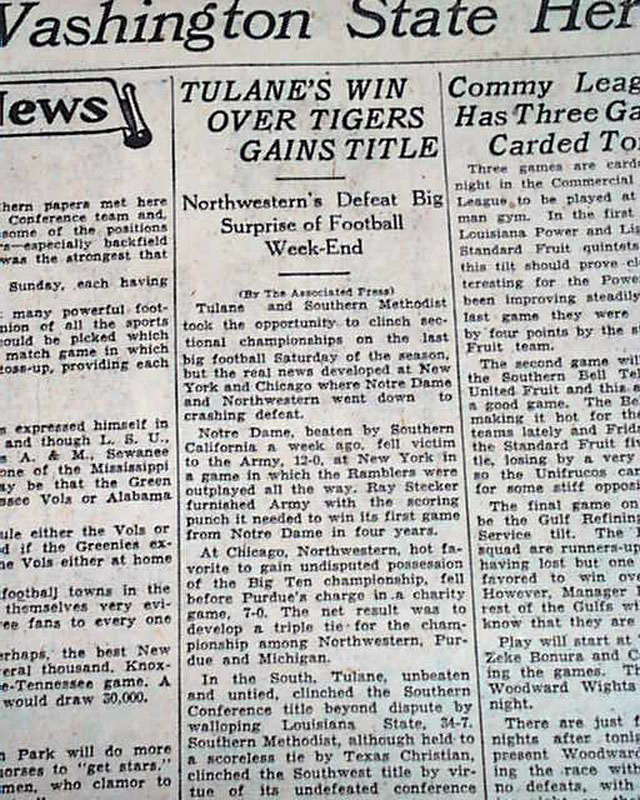 Washington State
News
hern papers met here
Conference team and,
some of the positions
s—especially backfield
was the strongest that
Sunday, each having
many powerful foot-
nion of all the sports
ould be picked which
match game in which
toss-up, providing each
s expressed himself in
and though L. S. U.,
s A. & M., Sewanee
one of the Mississippi
ay be that the Green
ssee Vols or Alabama
ule either the Vols or
d if the Greenies ex-
he Vols either at home
football towns in the
themselves very evi-
ree fans to every one
erhaps, the best New
veral thousand. Knox-
e-Tennessee game. A
would draw 30,000.
n Park will do more
horses to "get stars."
men, who clamor to
TULANE'S WIN
OVER TIGERS
GAINS TITLE
Northwestern's Defeat Big
Surprise of Football
Week-End
(By The Associated Press)
Tulane and Southern Methodist
took the opportunity to clinch sec-
tional championships on the last
big football Saturday of the season,
but the real news developed at New
York and Chicago where Notre Dame
and Northwestern went down to
crashing defeat.
Notre Dame, beaten by Southern
California a week ago, fell victim
to the Army, 12-0, at New York in
a game in which the Ramblers were
outplayed all the way. Ray Stecker
furnished Army with the scoring
punch it needed to win its first game
from Notre Dame in four years.
At Chicago, Northwestern, hot fa-
vorite to gain undisputed possession
of the Big Ten championship, fell
before Purdue's charge in a charity
game, 7-0. The net result was to
develop a triple tie for the cham-
pionship among Northwestern, Pur-
due and Michigan.
In the South, Tulane, unbeaten
and untied, clinched the Southern
Conference title beyond dispute by
walloping Louisiana State, 34-7.
Southern Methodist, although held to
a scoreless tie by Texas Christian,
clinched the Southwest title by vir-
tue of its undefeated conference
Commy Leag
Has Three Ga
Carded To
Three games are card
night in the Commercial
League to be played at
man gym. In the first
Louisiana Power and Lig
Standard Fruit quintets
this tilt should prove cl
teresting for the Power
been improving steadily
last game they were
by four points by the s
Fruit team.
The second game wil
the Southern Bell Tel
United Fruit and this
a good game. The Be
making it hot for the
teams lately and Frid
the Standard Fruit fi
tle, losing by a very
so the Unifrucos can
for some stiff opposi
The final game on
be the Gulf Refining
Service tilt. The
squad are runners-up
having lost but one
favored to win ove
However, Manager
rest of the Gulfs w
know that they are
Play will start at
Zeke Bonura and C
ing the games. Th
Woodward Wights
night.
There are just f
nights after tonig
present Woodward
ing the race with
no defeats, with